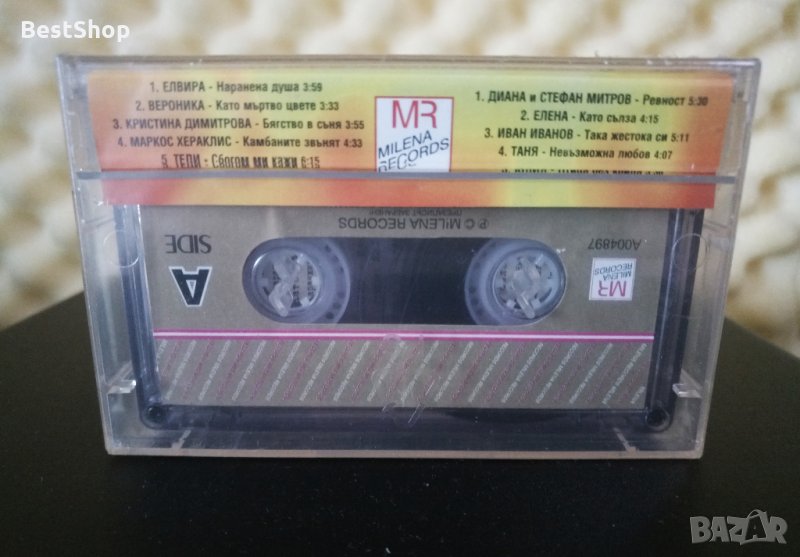 BestShop
1. ЕЛВИРА - Наранена душа 3:59
2. ВЕРОНИКА - Като мъртво цвете 3:33
3. КРИСТИНА ДИМИТРОВА - Бягство в съня 3:55
4. МАРКОС ХЕРАКЛИС - Камбаните звънят 4:33
5. ТЕДИ - Сбогом ми кажи 6:15
MR
MILENA
RECORDS
1. ДИАНА и СТЕФАН МИТРОВ - Ревност 5:30
2. ЕЛЕНА - Като сълза 4:15
3. ИВАН ИВАНОВ - Така жестока си 5:11
4. ТАНЯ - Невъзможна любов 4:07
ПРЕЗАПИСЪТ ЗАБРАНЕН
℗ © MILENA RECORDS
SIDE
A
A004897
MR
MILENA
RECORDS
BAZAR